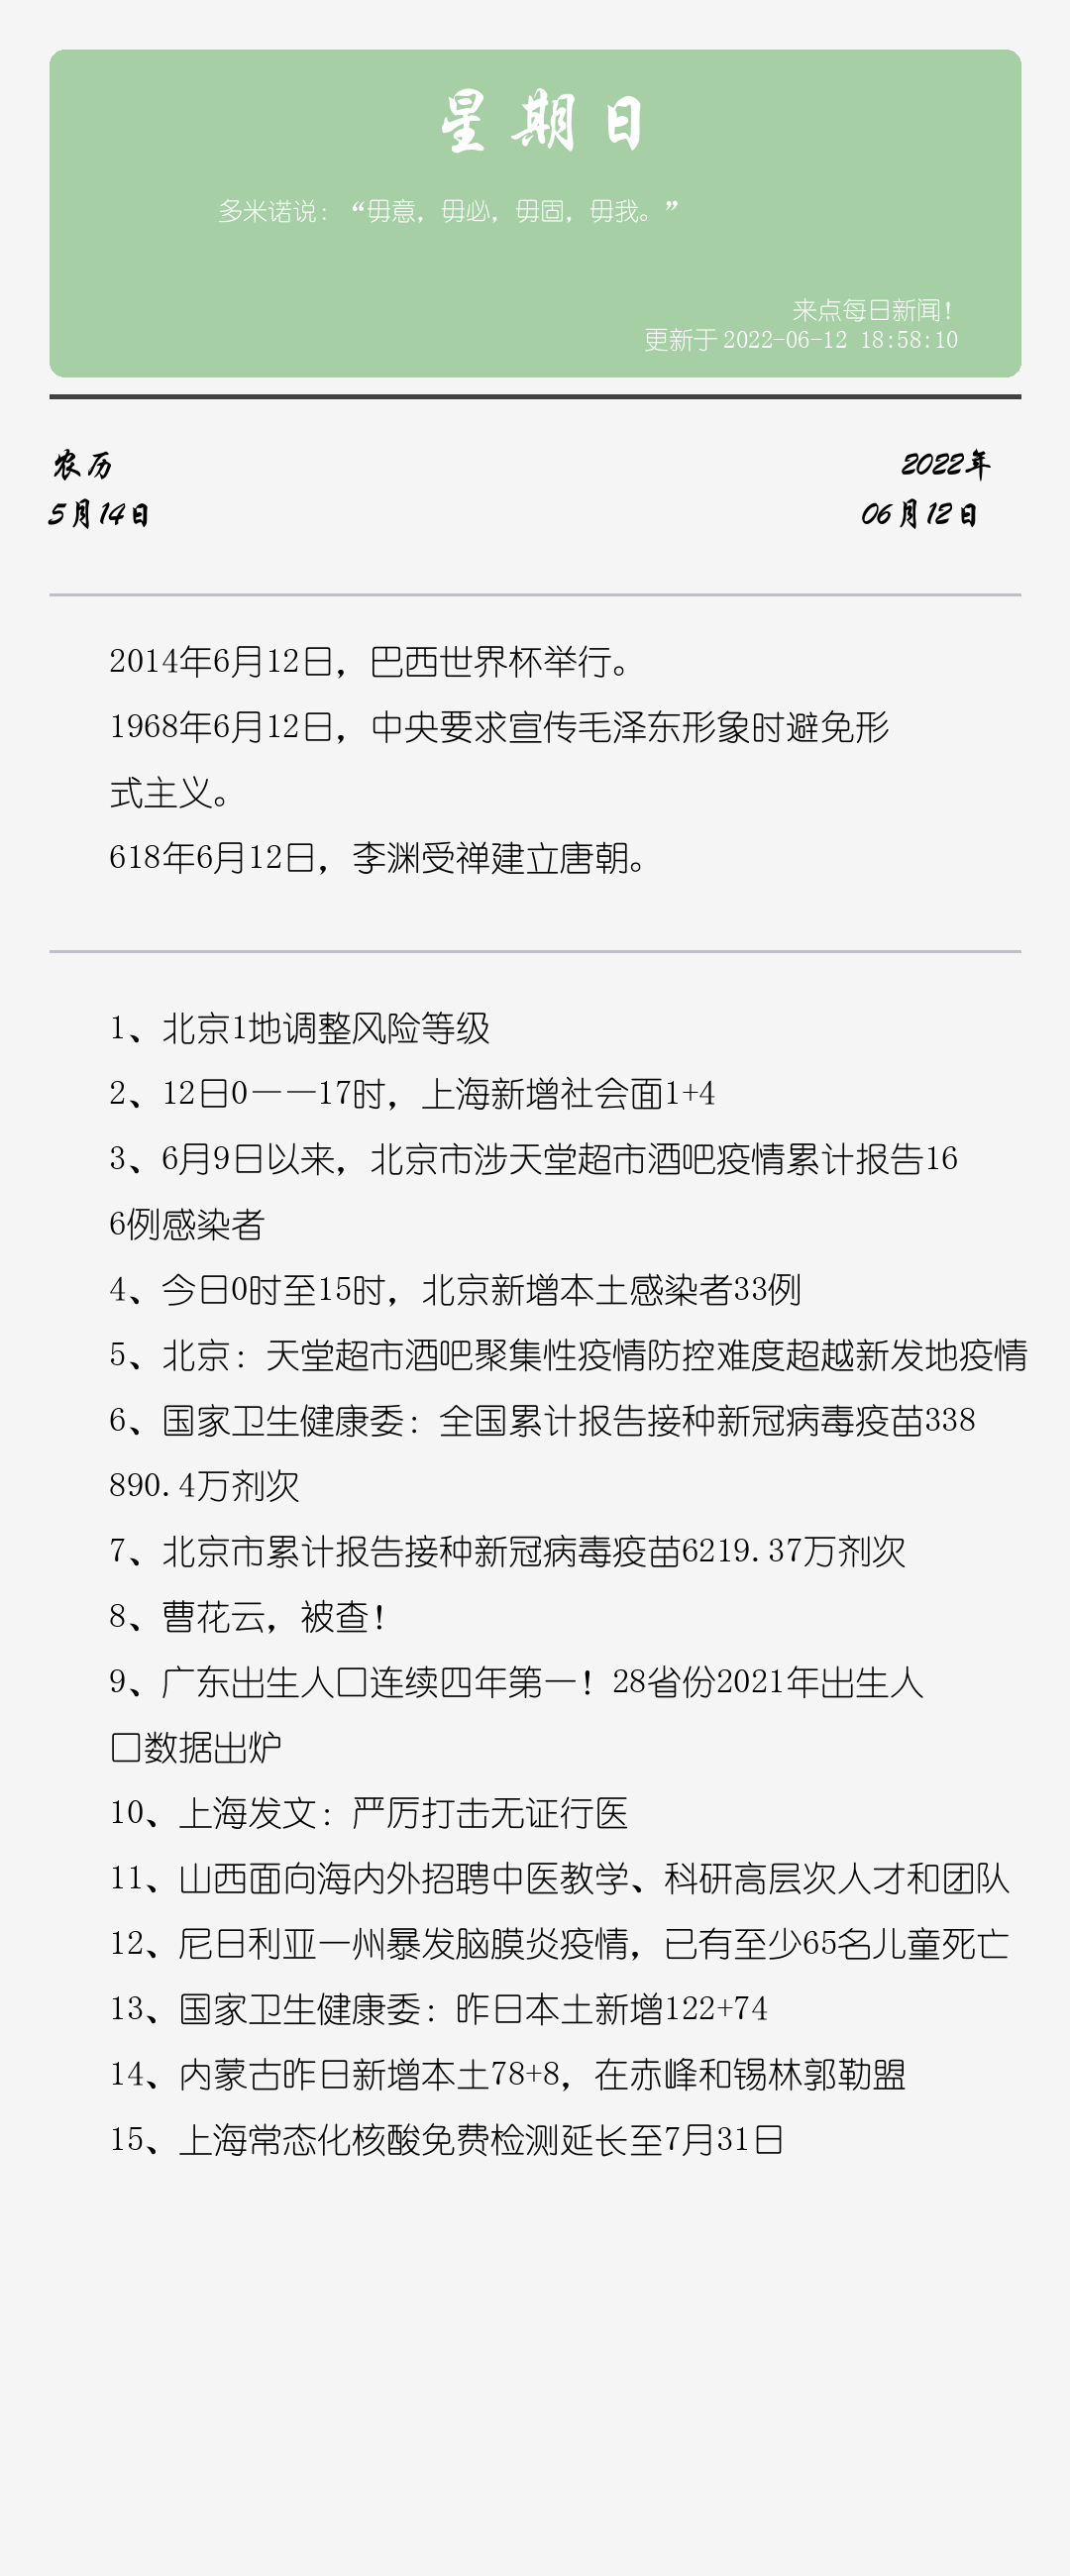 星期日
多米诺说：“毋意，毋必，毋固，毋我。”
来点每日新闻！
更新于 2022-06-12 18:58:10
农历
5月14日
2022年
06月12日
2014年6月12日，巴西世界杯举行。
1968年6月12日，中央要求宣传毛泽东形象时避免形
式主义。
618年6月12日，李渊受禅建立唐朝。
1、北京1地调整风险等级
2、12日0——17时，上海新增社会面1+4
3、6月9日以来，北京市涉天堂超市酒吧疫情累计报告16
6例感染者
4、今日0时至15时，北京新增本土感染者33例
5、北京：天堂超市酒吧聚集性疫情防控难度超越新发地疫情
6、国家卫生健康委：全国累计报告接种新冠病毒疫苗338
890.4万剂次
7、北京市累计报告接种新冠病毒疫苗6219.37万剂次
8、曹花云，被查！
9、广东出生人口连续四年第一！28省份2021年出生人
口数据出炉
10、上海发文：严厉打击无证行医
11、山西面向海内外招聘中医教学、科研高层次人才和团队
12、尼日利亚一州暴发脑膜炎疫情，已有至少65名儿童死亡
13、国家卫生健康委：昨日本土新增122+74
14、内蒙古昨日新增本土78+8，在赤峰和锡林郭勒盟
15、上海常态化核酸免费检测延长至7月31日